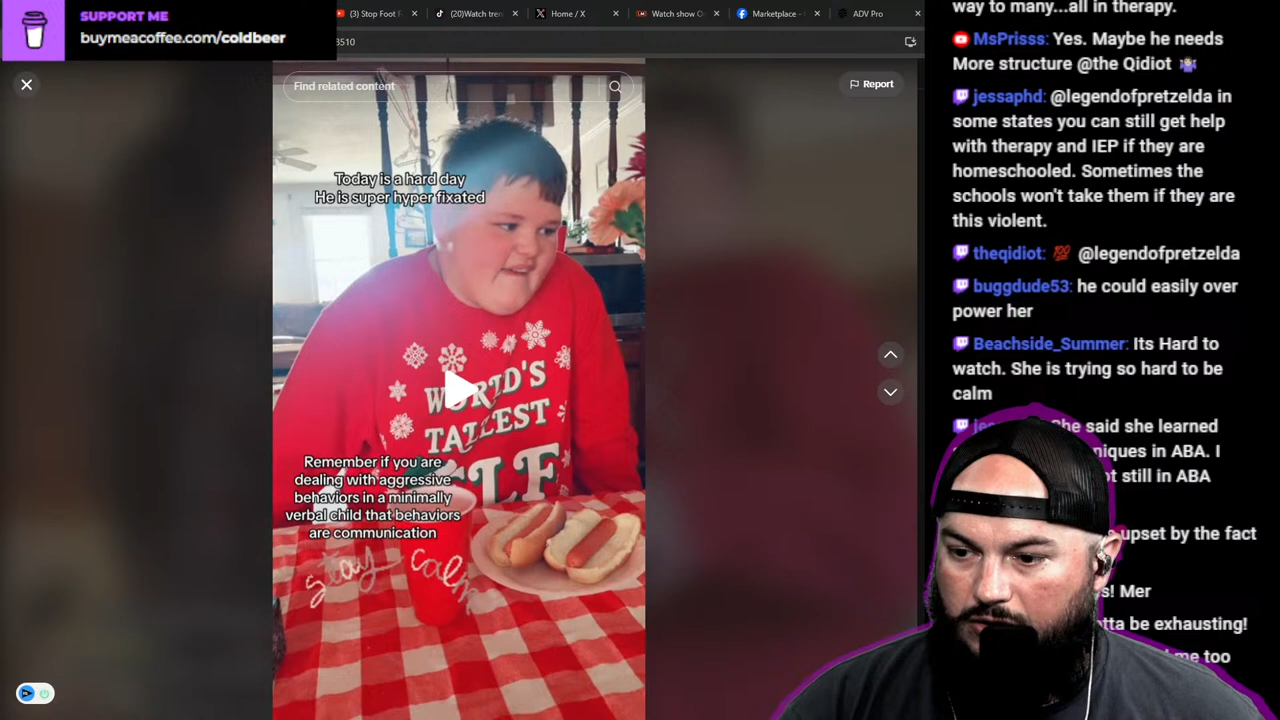 SUPPORT ME
buymeacoffee.com/coldbeer
(3) Stop Foot F
(20)Watch tren
Home / X
Watch show O
Marketplace
ADV Pro
3510
Find related content
Report
Today is a hard day
He is super hyper fixated
WORLD'S
TALLEST
ELF
Remember if you are
dealing with aggressive
behaviors in a minimally
verbal child that behaviors
are communication
stay calm
way to many...all in therapy.
MsPrisss: Yes. Maybe he needs
More structure @the Qidiot 🤷🏼‍♀️
jessaphd: @legendofpretzelda in
some states you can still get help
with therapy and IEP if they are
homeschooled. Sometimes the
schools won't take them if they are
this violent.
theqidiot: 💯 @legendofpretzelda
buggdude53: he could easily over
power her
Beachside_Summer: Its Hard to
watch. She is trying so hard to be
calm
She said she learned
niques in ABA. I
ot still in ABA
upset by the fact
s! Mer
tta be exhausting!
me too